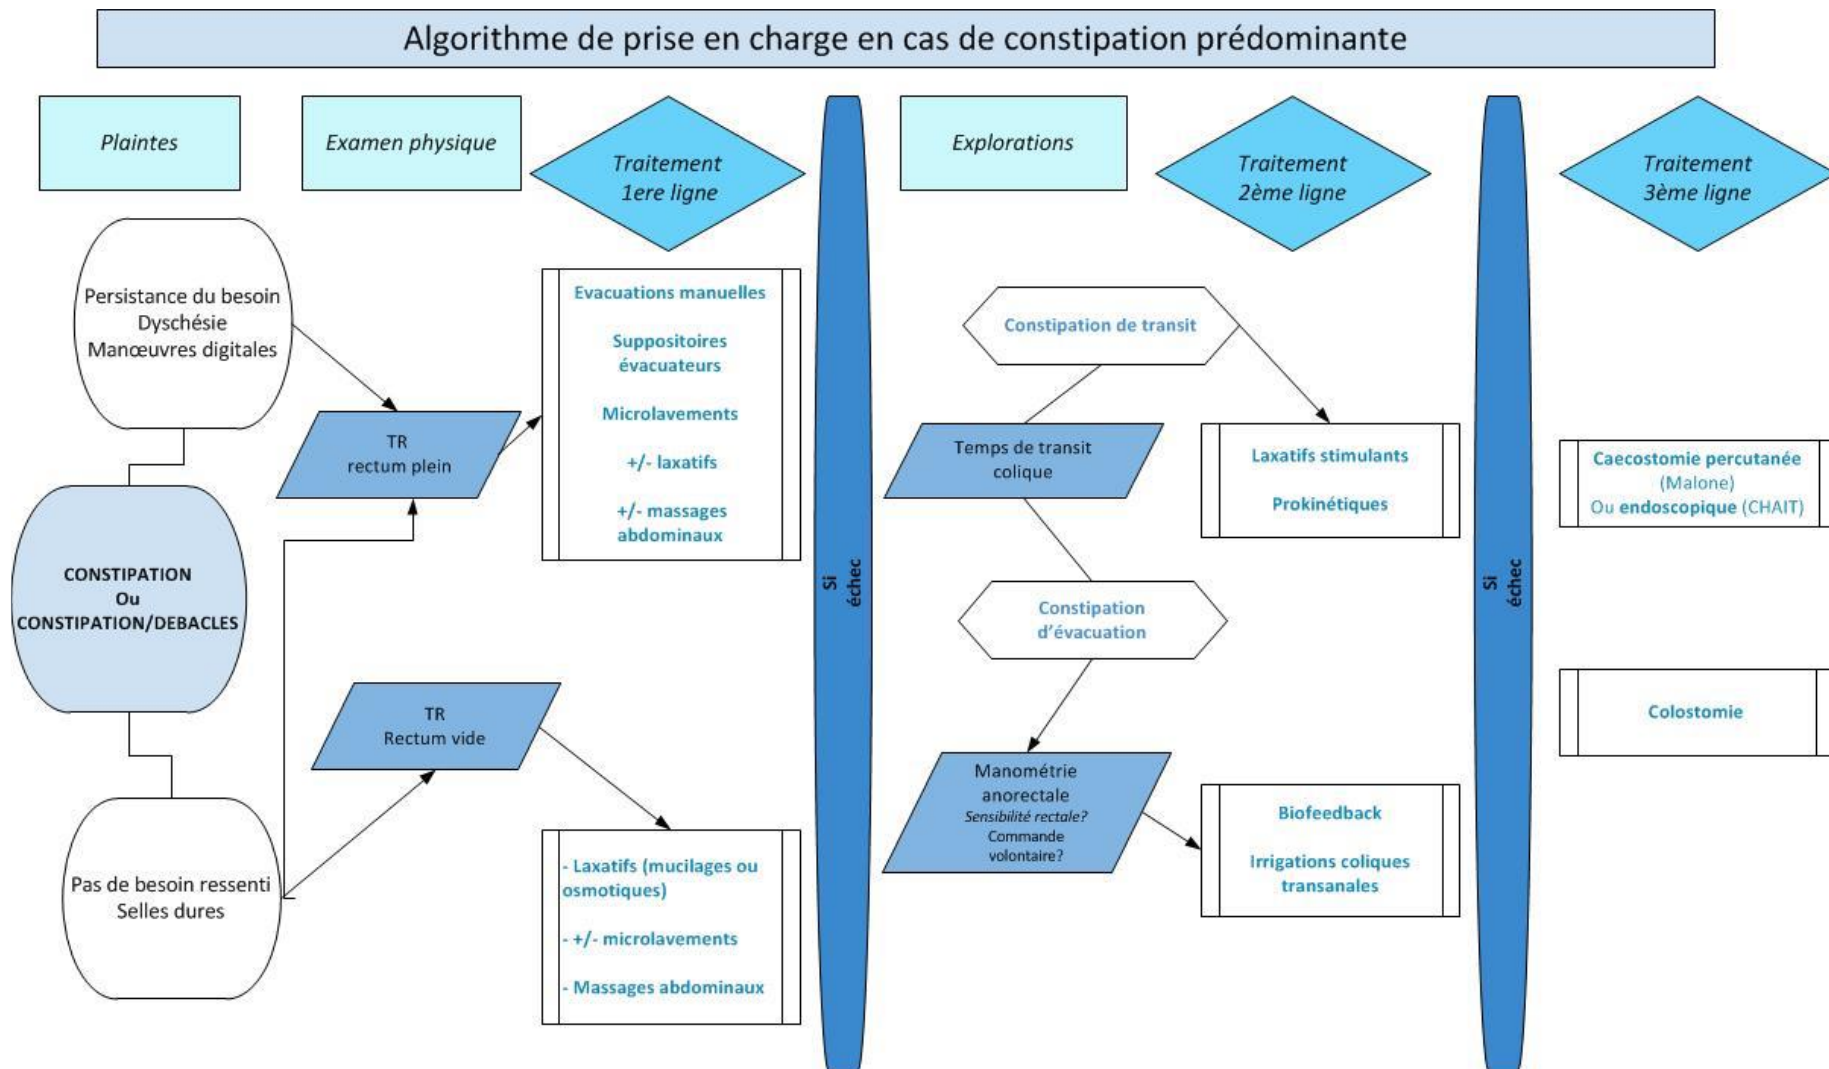 Algorithme de prise en charge en cas de constipation prédominante
Plaintes
Examen physique
Traitement
1ere ligne
Explorations
Traitement
2ème ligne
Traitement
3ème ligne
Persistance du besoin
Dyschésie
Manœuvres digitales
CONSTIPATION
Ou
CONSTIPATION/DEBACLES
Pas de besoin ressenti
Selles dures
TR
rectum plein
TR
Rectum vide
Evacuations manuelles
Suppositoires
évacuateurs
Microlavements
+/- laxatifs
+/- massages
abdominaux
- Laxatifs (mucilages ou
osmotiques)
- +/- microlavements
- Massages abdominaux
Si
échec
Constipation de transit
Temps de transit
colique
Constipation
d’évacuation
Manométrie
anorectale
Sensibilité rectale?
Commande
volontaire?
Laxatifs stimulants
Prokinétiques
Biofeedback
Irrigations coliques
transanales
Si
échec
Caecostomie percutanée
(Malone)
Ou endoscopique (CHAIT)
Colostomie